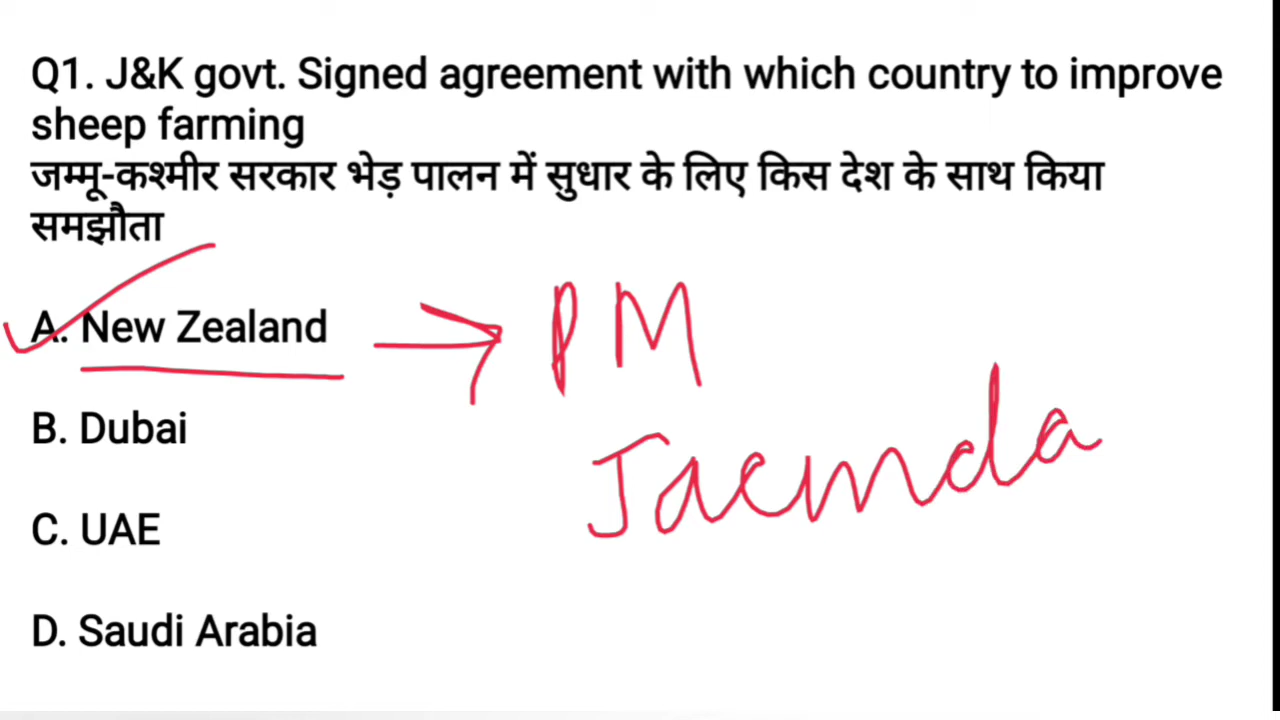 Q1. J&K govt. Signed agreement with which country to improve
sheep farming
जम्मू-कश्मीर सरकार भेड़ पालन में सुधार के लिए किस देश के साथ किया
समझौता
A. New Zealand
PM
Jacinda
B. Dubai
C. UAE
D. Saudi Arabia